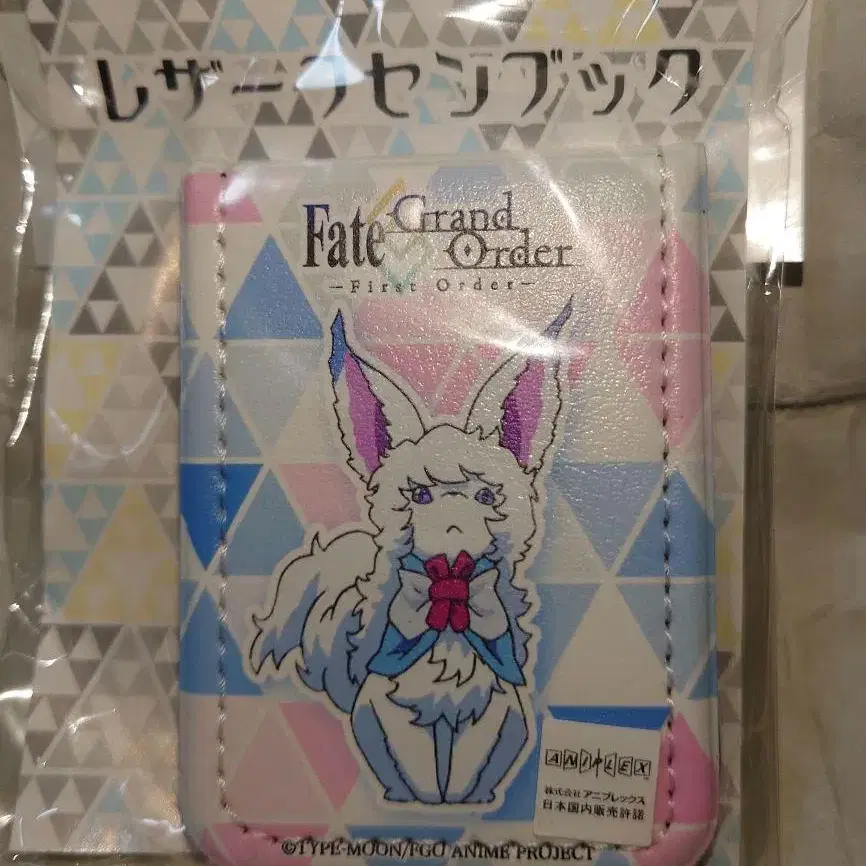 レザーフセンブック
Fate Grand Order
－First Order－
ANIPLEX
株式会社アニプレックス
日本国内販売許諾
©TYPE-MOON/FGO ANIME PROJECT